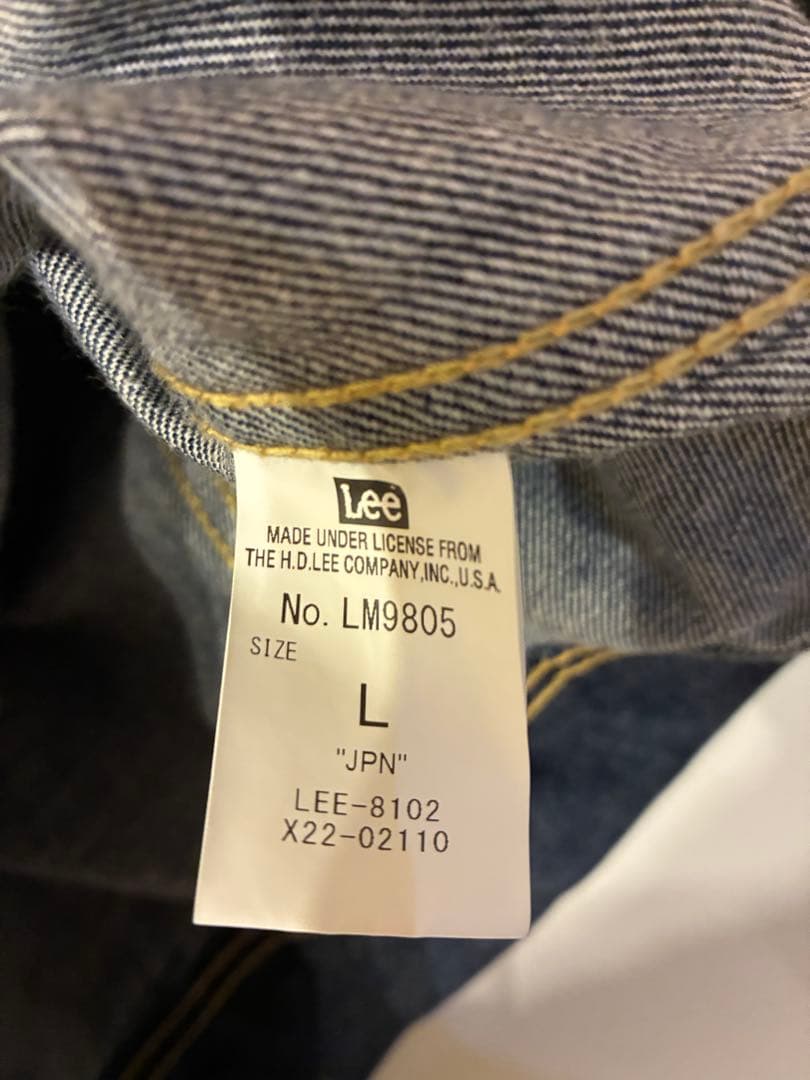 Lee
MADE UNDER LICENSE FROM
THE H.D.LEE COMPANY,INC.,U.S.A.
No. LM9805
SIZE
L
"JPN"
LEE-8102
X22-02110